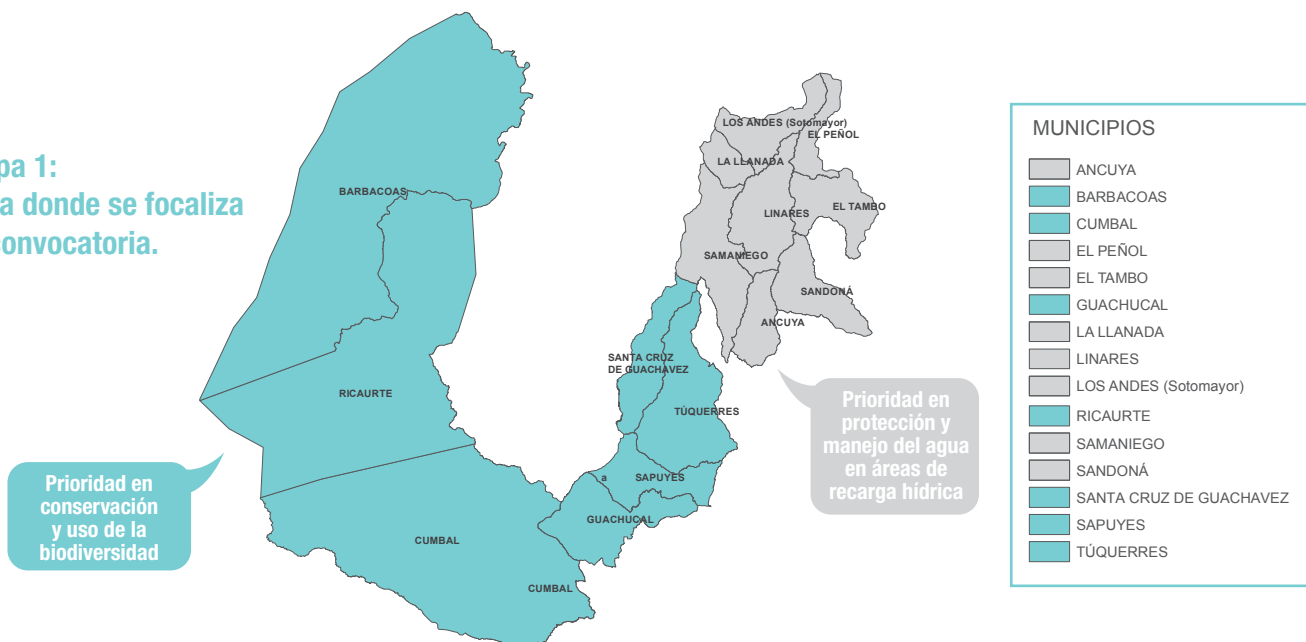 pa 1:
a donde se focaliza
convocatoria.
BARBACOAS
RICAURTE
CUMBAL
CUMBAL
Prioridad en
conservación
y uso de la
biodiversidad
LOS ANDES (Sotomayor)
EL PEÑOL
LA LLANADA
LINARES
EL TAMBO
SAMANIEGO
SANDONÁ
ANCUYA
SANTA CRUZ
DE GUACHAVEZ
TÚQUERRES
a
SAPUYES
GUACHUCAL
Prioridad en
protección y
manejo del agua
en áreas de
recarga hídrica
MUNICIPIOS
ANCUYA
BARBACOAS
CUMBAL
EL PEÑOL
EL TAMBO
GUACHUCAL
LA LLANADA
LINARES
LOS ANDES (Sotomayor)
RICAURTE
SAMANIEGO
SANDONÁ
SANTA CRUZ DE GUACHAVEZ
SAPUYES
TÚQUERRES